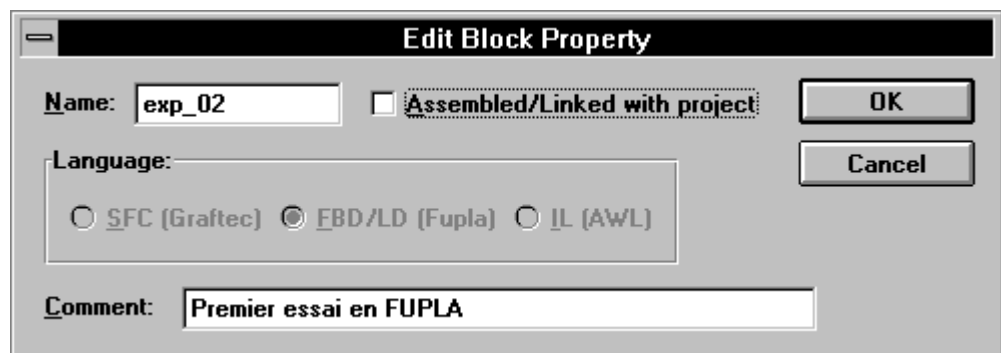 Edit Block Property
Name: exp_02 Assembled/Linked with project OK
Cancel
Language:
SFC (Graftec) FBD/LD (Fupla) IL (AWL)
Comment: Premier essai en FUPLA